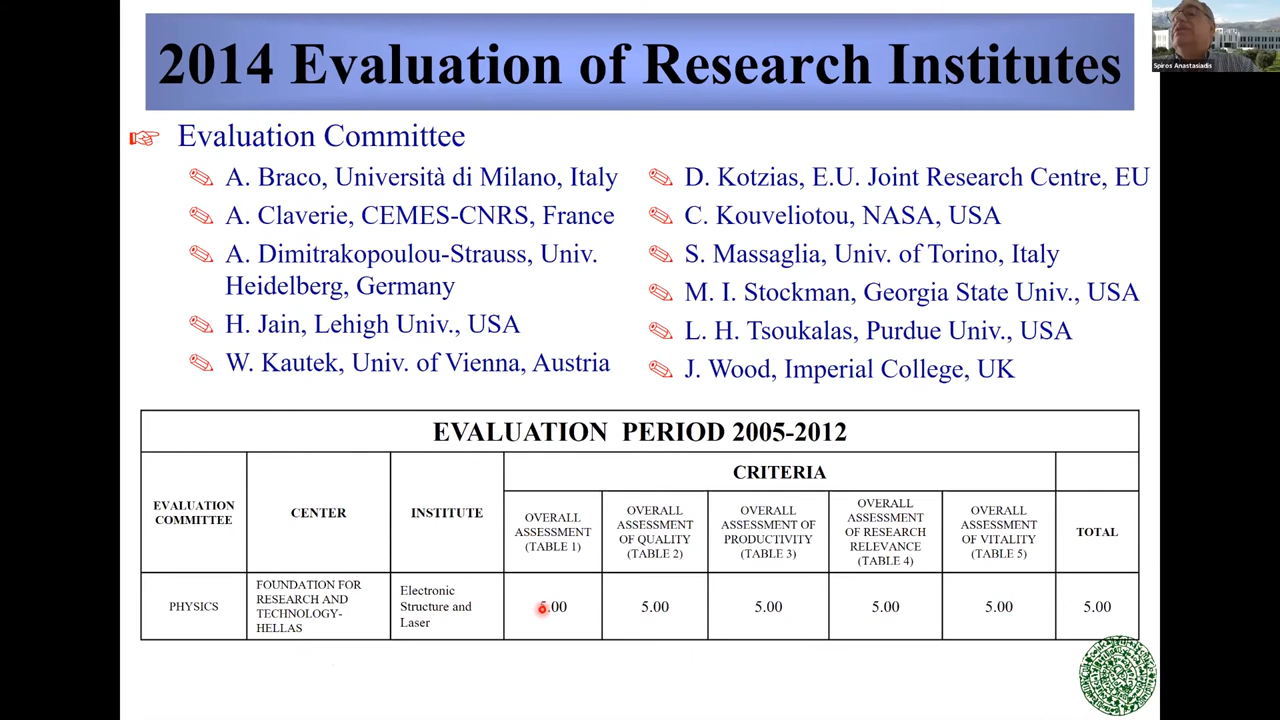 2014 Evaluation of Research Institutes
Spiros Anastasiadis
Evaluation Committee
A. Braco, Università di Milano, Italy
A. Claverie, CEMES-CNRS, France
A. Dimitrakopoulou-Strauss, Univ.
Heidelberg, Germany
H. Jain, Lehigh Univ., USA
W. Kautek, Univ. of Vienna, Austria
D. Kotzias, E.U. Joint Research Centre, EU
C. Kouveliotou, NASA, USA
S. Massaglia, Univ. of Torino, Italy
M. I. Stockman, Georgia State Univ., USA
L. H. Tsoukalas, Purdue Univ., USA
J. Wood, Imperial College, UK
EVALUATION PERIOD 2005-2012
EVALUATION
COMMITTEE
CENTER
INSTITUTE
CRITERIA
OVERALL
ASSESSMENT
(TABLE 1)
OVERALL
ASSESSMENT
OF QUALITY
(TABLE 2)
OVERALL
ASSESSMENT OF
PRODUCTIVITY
(TABLE 3)
OVERALL
ASSESSMENT
OF RESEARCH
RELEVANCE
(TABLE 4)
OVERALL
ASSESSMENT
OF VITALITY
(TABLE 5)
TOTAL
PHYSICS
FOUNDATION FOR
RESEARCH AND
TECHNOLOGY-
HELLAS
Electronic
Structure and
Laser
5.00
5.00
5.00
5.00
5.00
5.00